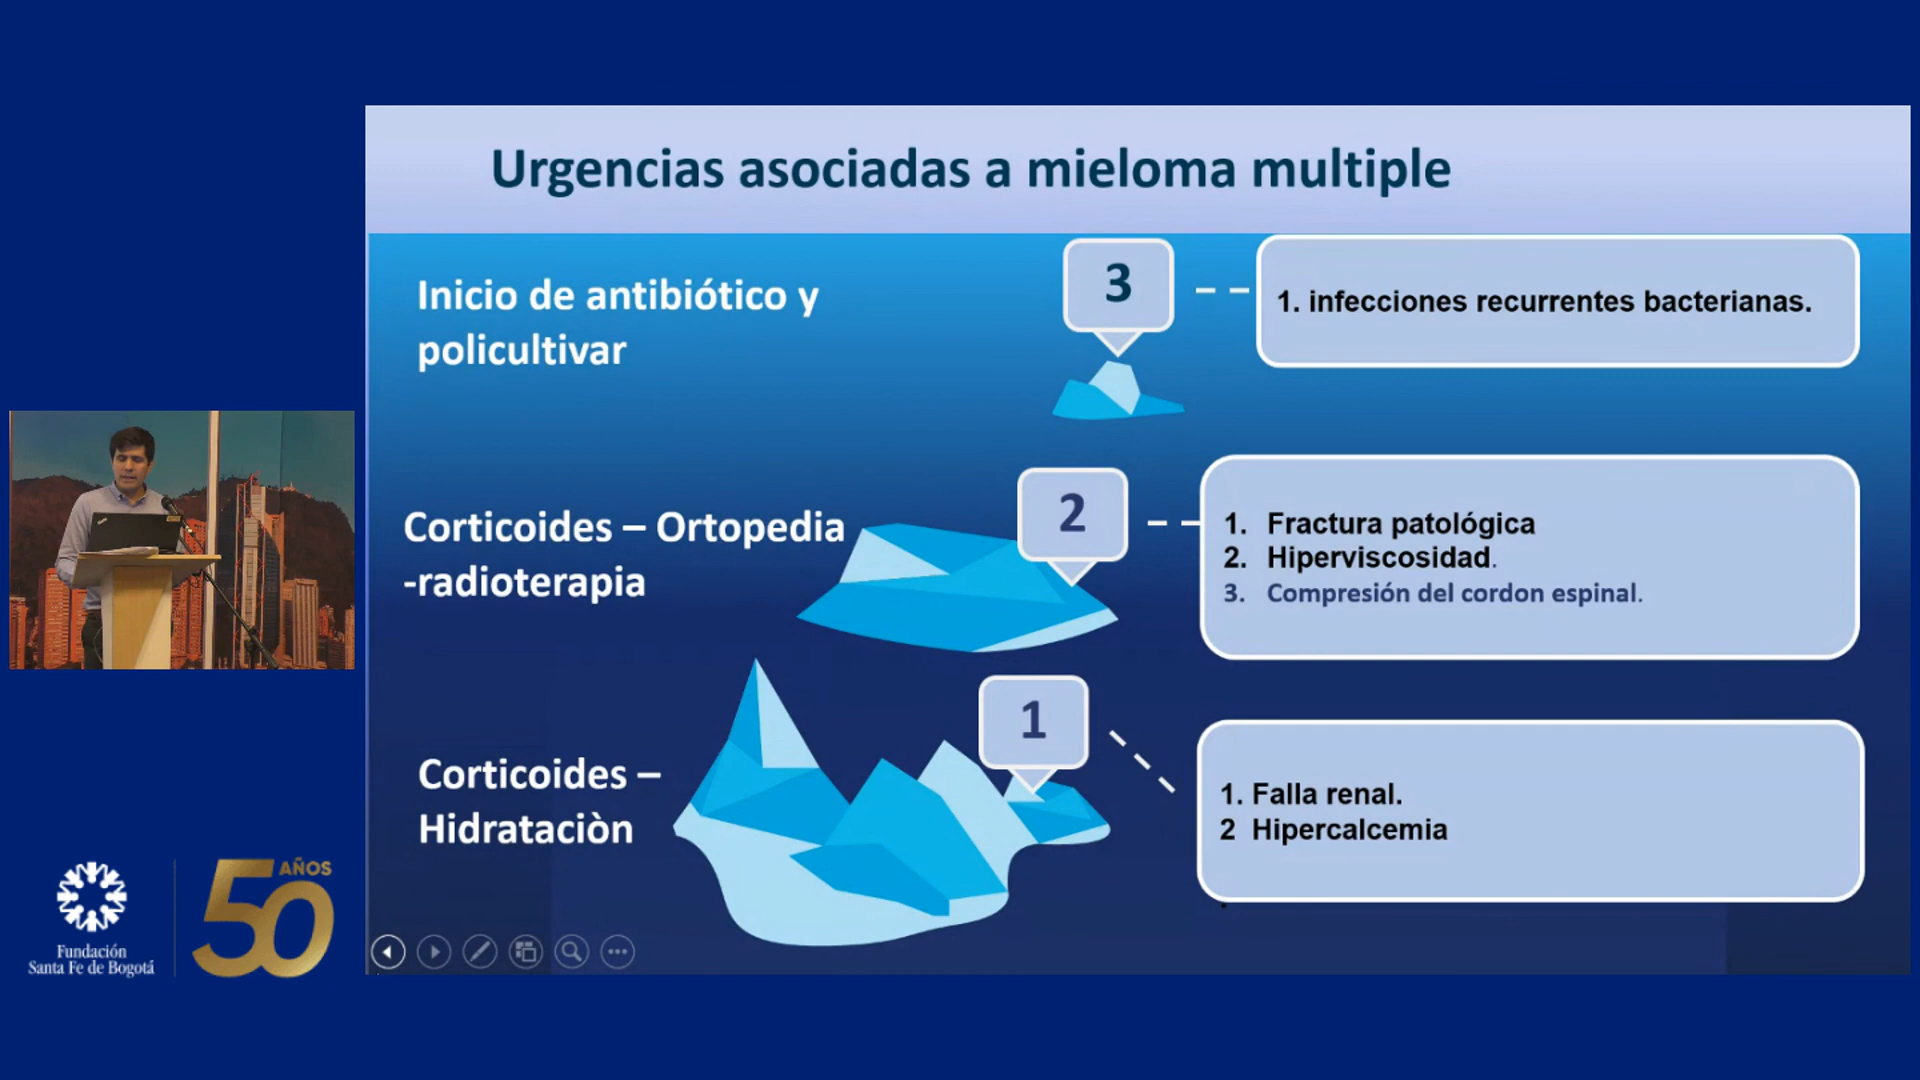 Urgencias asociadas a mieloma multiple
Inicio de antibiótico y
policultivar
3
1. infecciones recurrentes bacterianas.
Corticoides – Ortopedia
-radioterapia
2
1. Fractura patológica
2. Hiperviscosidad.
3. Compresión del cordon espinal.
Corticoides –
Hidrataciòn
1
1. Falla renal.
2 Hipercalcemia
Fundación
Santa Fe de Bogotá
50
AÑOS